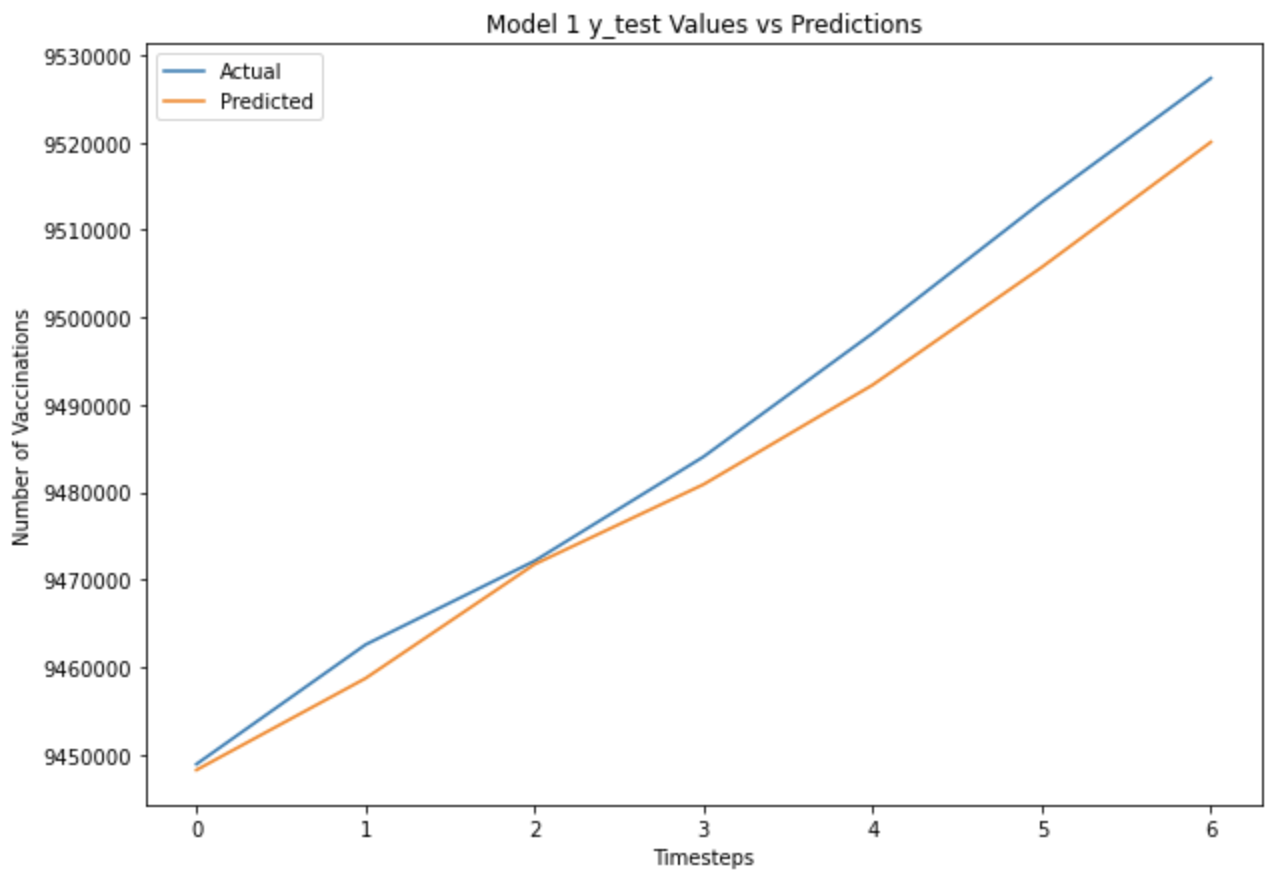 Model 1 y_test Values vs Predictions
Actual
Predicted
9530000
9520000
9510000
9500000
9490000
9480000
9470000
9460000
9450000
Number of Vaccinations
0 1 2 3 4 5 6
Timesteps